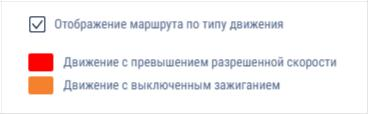 Отображение маршрута по типу движения
Движение с превышением разрешенной скорости
Движение с выключенным зажиганием